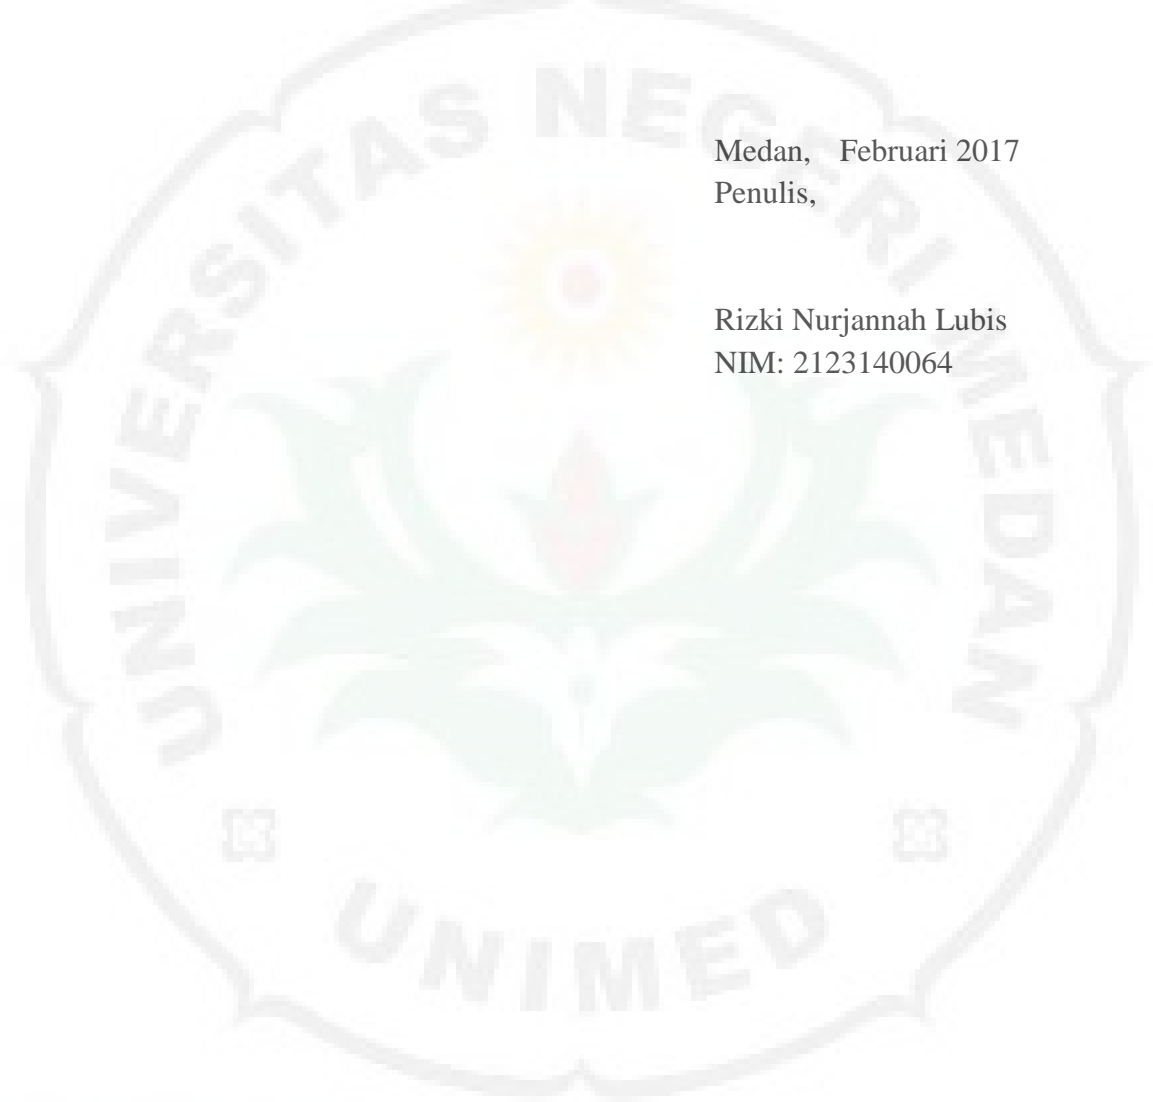 UNIVERSITAS NEGERI MEDAN
Medan,   Februari 2017
Penulis,
Rizki Nurjannah Lubis
NIM: 2123140064
UNIMED